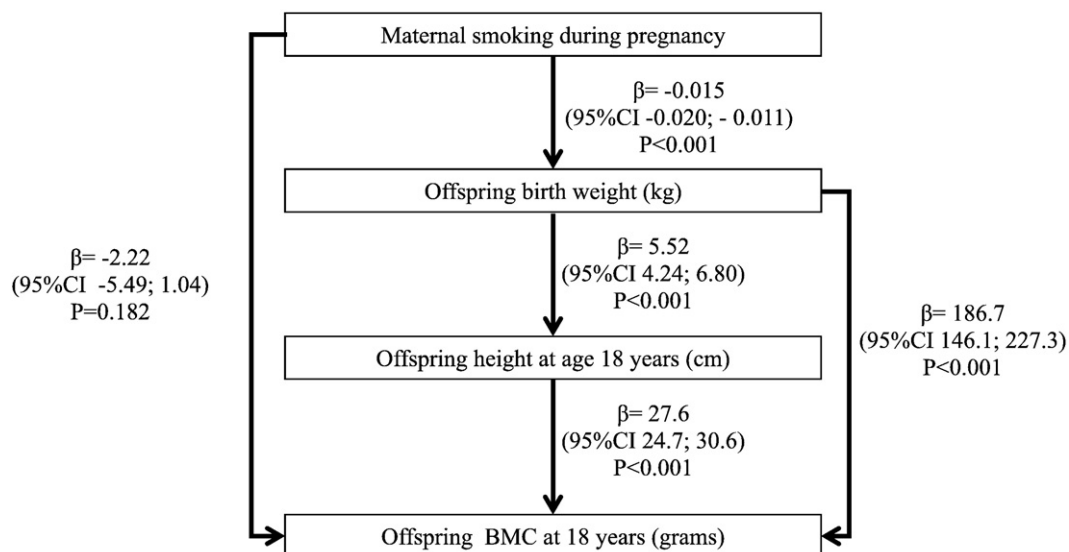 Maternal smoking during pregnancy
β= -0.015
(95%CI -0.020; - 0.011)
P<0.001
Offspring birth weight (kg)
β= -2.22
(95%CI  -5.49; 1.04)
P=0.182
β= 5.52
(95%CI 4.24; 6.80)
P<0.001
β= 186.7
(95%CI 146.1; 227.3)
P<0.001
Offspring height at age 18 years (cm)
β= 27.6
(95%CI 24.7; 30.6)
P<0.001
Offspring  BMC at 18 years (grams)